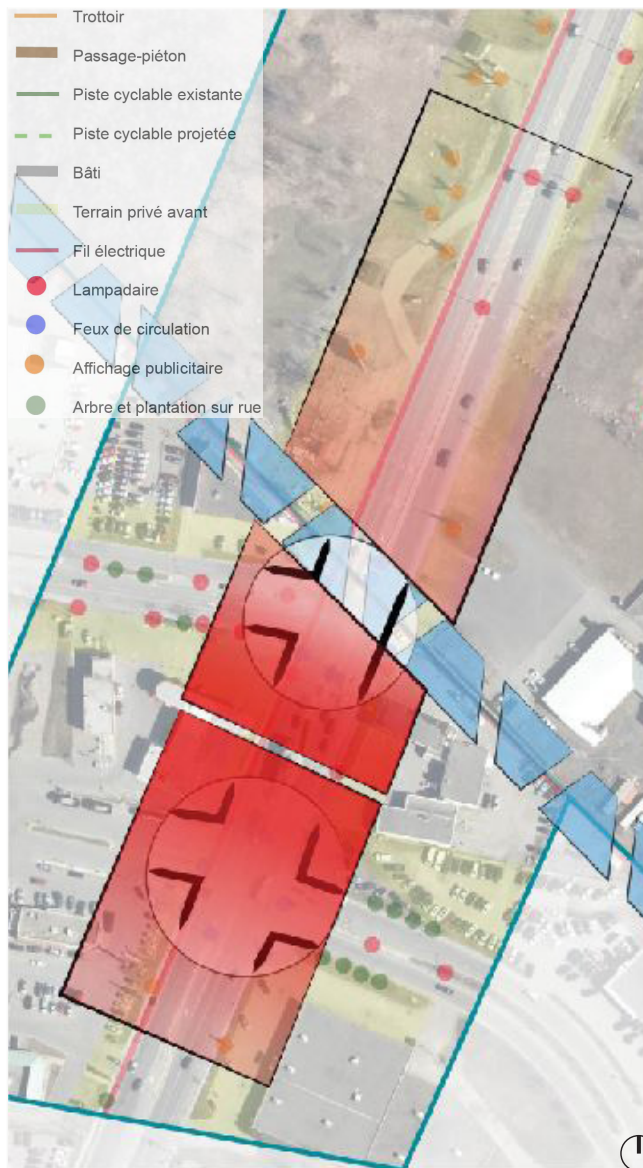 Trottoir
Passage-piéton
Piste cyclable existante
Piste cyclable projetée
Bâti
Terrain privé avant
Fil électrique
Lampadaire
Feux de circulation
Affichage publicitaire
Arbre et plantation sur rue